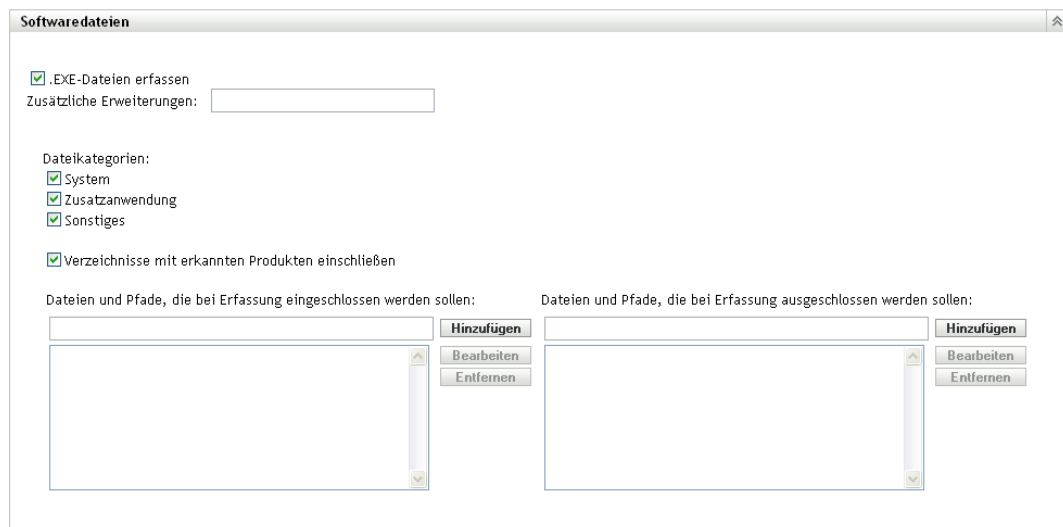 Softwaredateien
.EXE-Dateien erfassen
Zusätzliche Erweiterungen:
Dateikategorien:
System
Zusatzanwendung
Sonstiges
Verzeichnisse mit erkannten Produkten einschließen
Dateien und Pfade, die bei Erfassung eingeschlossen werden sollen:
Hinzufügen
Bearbeiten
Entfernen
Dateien und Pfade, die bei Erfassung ausgeschlossen werden sollen:
Hinzufügen
Bearbeiten
Entfernen